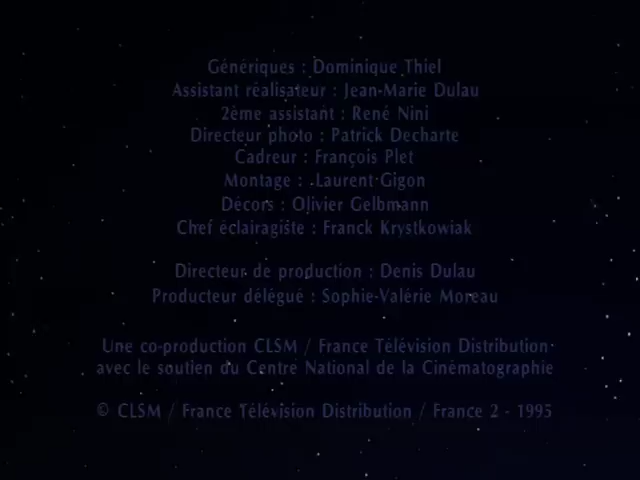 Génériques : Dominique Thiel
Assistant réalisateur : Jean-Marie Dulau
2ème assistant : René Nini
Directeur photo : Patrick Decharte
Cadreur : François Plet
Montage : Laurent Gigon
Décors : Olivier Gelbmann
Chef éclairagiste : Franck Krystkowiak
Directeur de production : Denis Dulau
Producteur délégué : Sophie-Valérie Moreau
Une co-production CLSM / France Télévision Distribution
avec le soutien du Centre National de la Cinématographie
© CLSM / France Télévision Distribution / France 2 - 1995